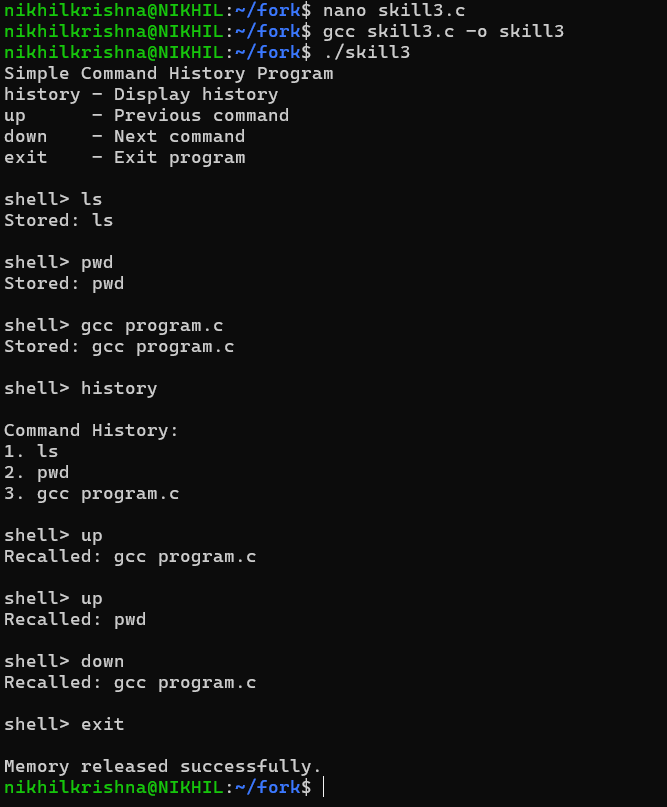 nikhilkrishna@NIKHIL:~/fork$ nano skill3.c
nikhilkrishna@NIKHIL:~/fork$ gcc skill3.c -o skill3
nikhilkrishna@NIKHIL:~/fork$ ./skill3
Simple Command History Program
history - Display history
up      - Previous command
down    - Next command
exit    - Exit program
shell> ls
Stored: ls
shell> pwd
Stored: pwd
shell> gcc program.c
Stored: gcc program.c
shell> history
Command History:
1. ls
2. pwd
3. gcc program.c
shell> up
Recalled: gcc program.c
shell> up
Recalled: pwd
shell> down
Recalled: gcc program.c
shell> exit
Memory released successfully.
nikhilkrishna@NIKHIL:~/fork$